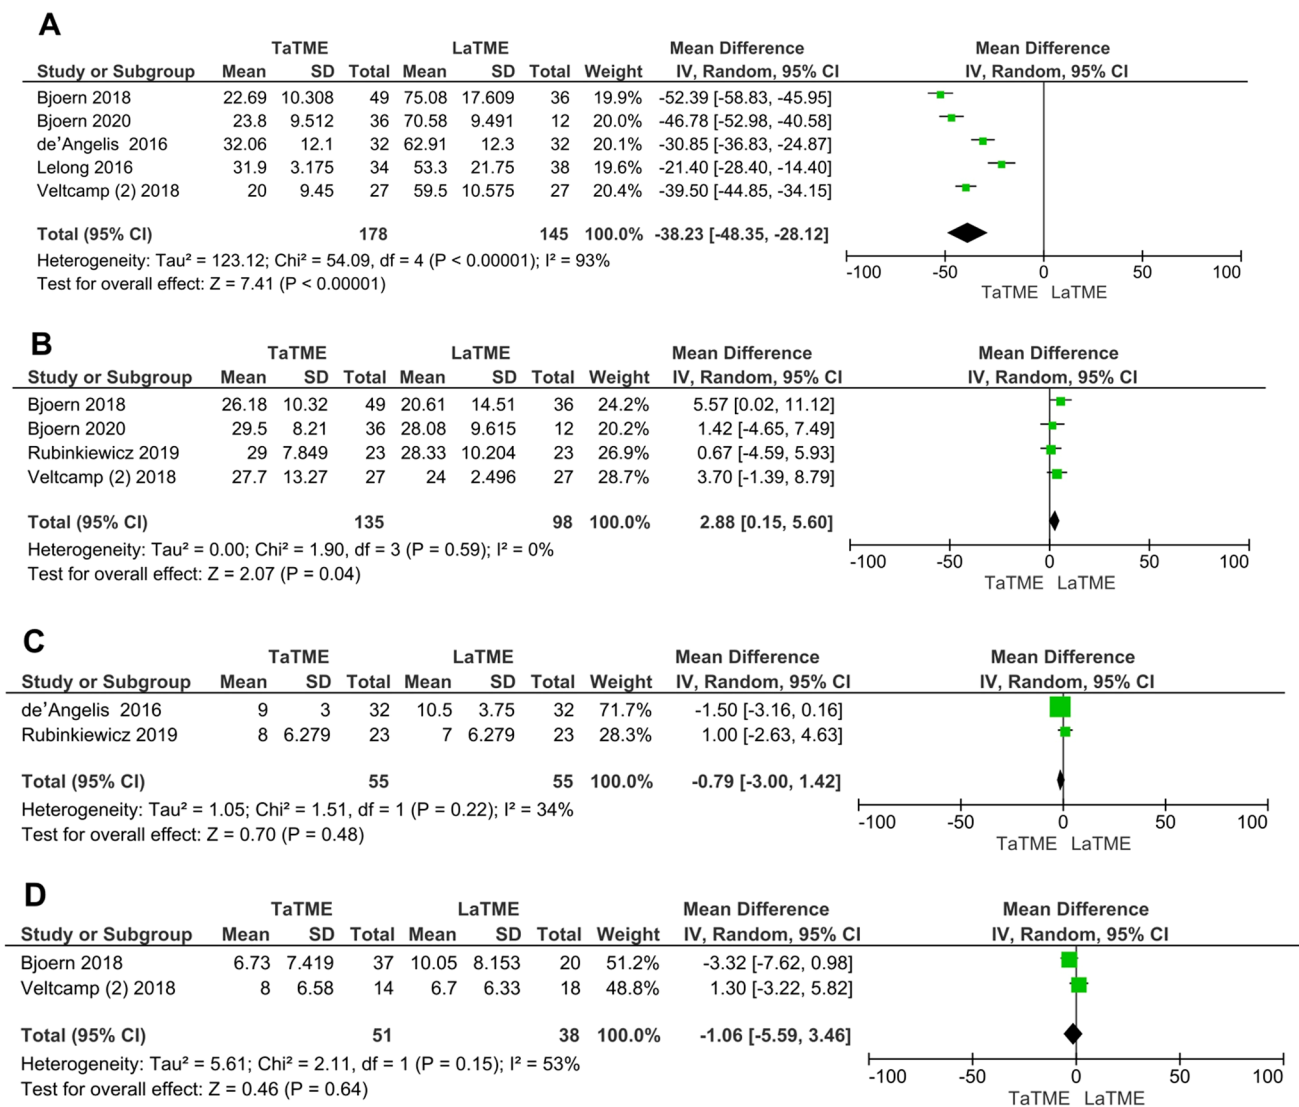 A
TaTME LaTME Mean Difference Mean Difference
Study or Subgroup Mean SD Total Mean SD Total Weight IV, Random, 95% CI IV, Random, 95% CI
Bjoern 2018 22.69 10.308 49 75.08 17.609 36 19.9% -52.39 [-58.83, -45.95]
Bjoern 2020 23.8 9.512 36 70.58 9.491 12 20.0% -46.78 [-52.98, -40.58]
de'Angelis 2016 32.06 12.1 32 62.91 12.3 32 20.1% -30.85 [-36.83, -24.87]
Lelong 2016 31.9 3.175 34 53.3 21.75 38 19.6% -21.40 [-28.40, -14.40]
Veltcamp (2) 2018 20 9.45 27 59.5 10.575 27 20.4% -39.50 [-44.85, -34.15]
Total (95% CI) 178 145 100.0% -38.23 [-48.35, -28.12]
Heterogeneity: Tau² = 123.12; Chi² = 54.09, df = 4 (P < 0.00001); I² = 93%
Test for overall effect: Z = 7.41 (P < 0.00001)
-100 -50 0 50 100
TaTME LaTME
B
TaTME LaTME Mean Difference Mean Difference
Study or Subgroup Mean SD Total Mean SD Total Weight IV, Random, 95% CI IV, Random, 95% CI
Bjoern 2018 26.18 10.32 49 20.61 14.51 36 24.2% 5.57 [0.02, 11.12]
Bjoern 2020 29.5 8.21 36 28.08 9.615 12 20.2% 1.42 [-4.65, 7.49]
Rubinkiewicz 2019 29 7.849 23 28.33 10.204 23 26.9% 0.67 [-4.59, 5.93]
Veltcamp (2) 2018 27.7 13.27 27 24 2.496 27 28.7% 3.70 [-1.39, 8.79]
Total (95% CI) 135 98 100.0% 2.88 [0.15, 5.60]
Heterogeneity: Tau² = 0.00; Chi² = 1.90, df = 3 (P = 0.59); I² = 0%
Test for overall effect: Z = 2.07 (P = 0.04)
-100 -50 0 50 100
TaTME LaTME
C
TaTME LaTME Mean Difference Mean Difference
Study or Subgroup Mean SD Total Mean SD Total Weight IV, Random, 95% CI IV, Random, 95% CI
de'Angelis 2016 9 3 32 10.5 3.75 32 71.7% -1.50 [-3.16, 0.16]
Rubinkiewicz 2019 8 6.279 23 7 6.279 23 28.3% 1.00 [-2.63, 4.63]
Total (95% CI) 55 55 100.0% -0.79 [-3.00, 1.42]
Heterogeneity: Tau² = 1.05; Chi² = 1.51, df = 1 (P = 0.22); I² = 34%
Test for overall effect: Z = 0.70 (P = 0.48)
-100 -50 0 50 100
TaTME LaTME
D
TaTME LaTME Mean Difference Mean Difference
Study or Subgroup Mean SD Total Mean SD Total Weight IV, Random, 95% CI IV, Random, 95% CI
Bjoern 2018 6.73 7.419 37 10.05 8.153 20 51.2% -3.32 [-7.62, 0.98]
Veltcamp (2) 2018 8 6.58 14 6.7 6.33 18 48.8% 1.30 [-3.22, 5.82]
Total (95% CI) 51 38 100.0% -1.06 [-5.59, 3.46]
Heterogeneity: Tau² = 5.61; Chi² = 2.11, df = 1 (P = 0.15); I² = 53%
Test for overall effect: Z = 0.46 (P = 0.64)
-100 -50 0 50 100
TaTME LaTME